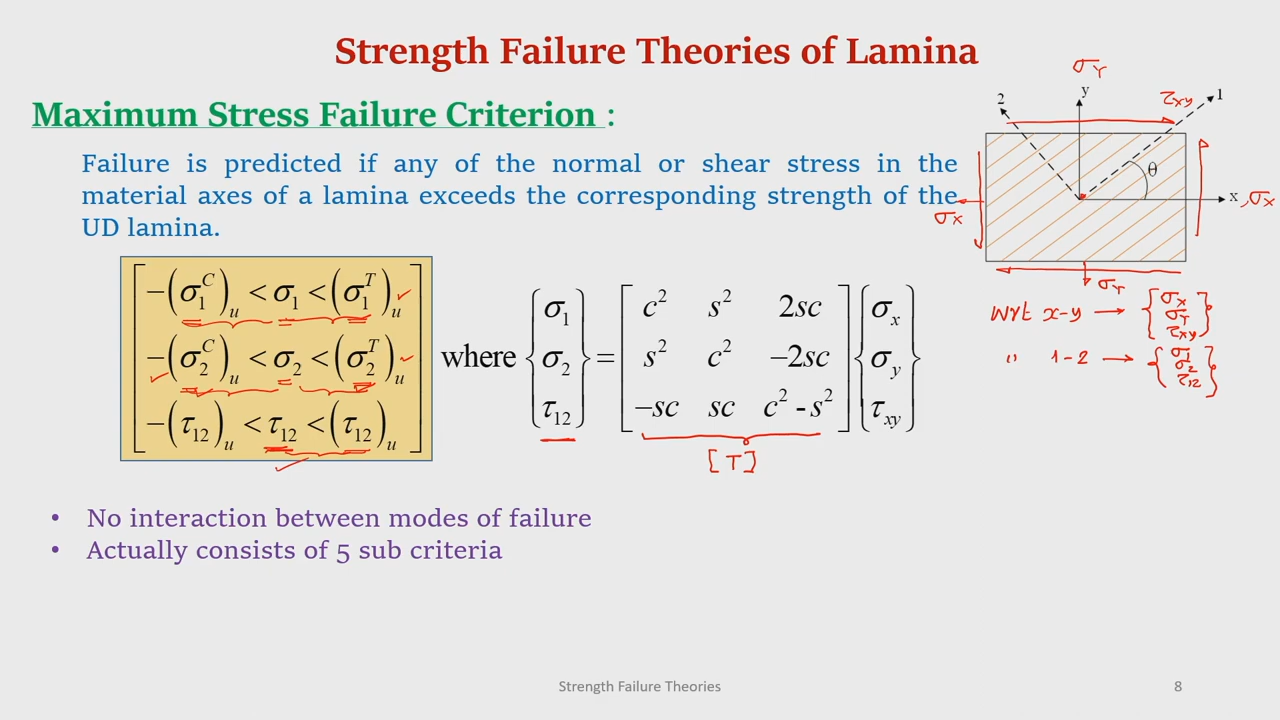 Strength Failure Theories of Lamina
Maximum Stress Failure Criterion :
Failure is predicted if any of the normal or shear stress in the
material axes of a lamina exceeds the corresponding strength of the
UD lamina.
−(σ₁ᶜ)ᵤ < σ₁ < (σ₁ᵀ)ᵤ
−(σ₂ᶜ)ᵤ < σ₂ < (σ₂ᵀ)ᵤ
−(τ₁₂)ᵤ < τ₁₂ < (τ₁₂)ᵤ
where
σ₁
σ₂
τ₁₂
=
c² s² 2sc
s² c² −2sc
−sc sc c² - s²
σx
σy
τxy
[T]
σY
y
2
τxy
1
θ
x , σx
σx
σY
wrt x-y → {σx σY τxy}
" 1-2 → {σ1 σ2 τ12}
• No interaction between modes of failure
• Actually consists of 5 sub criteria
Strength Failure Theories
8